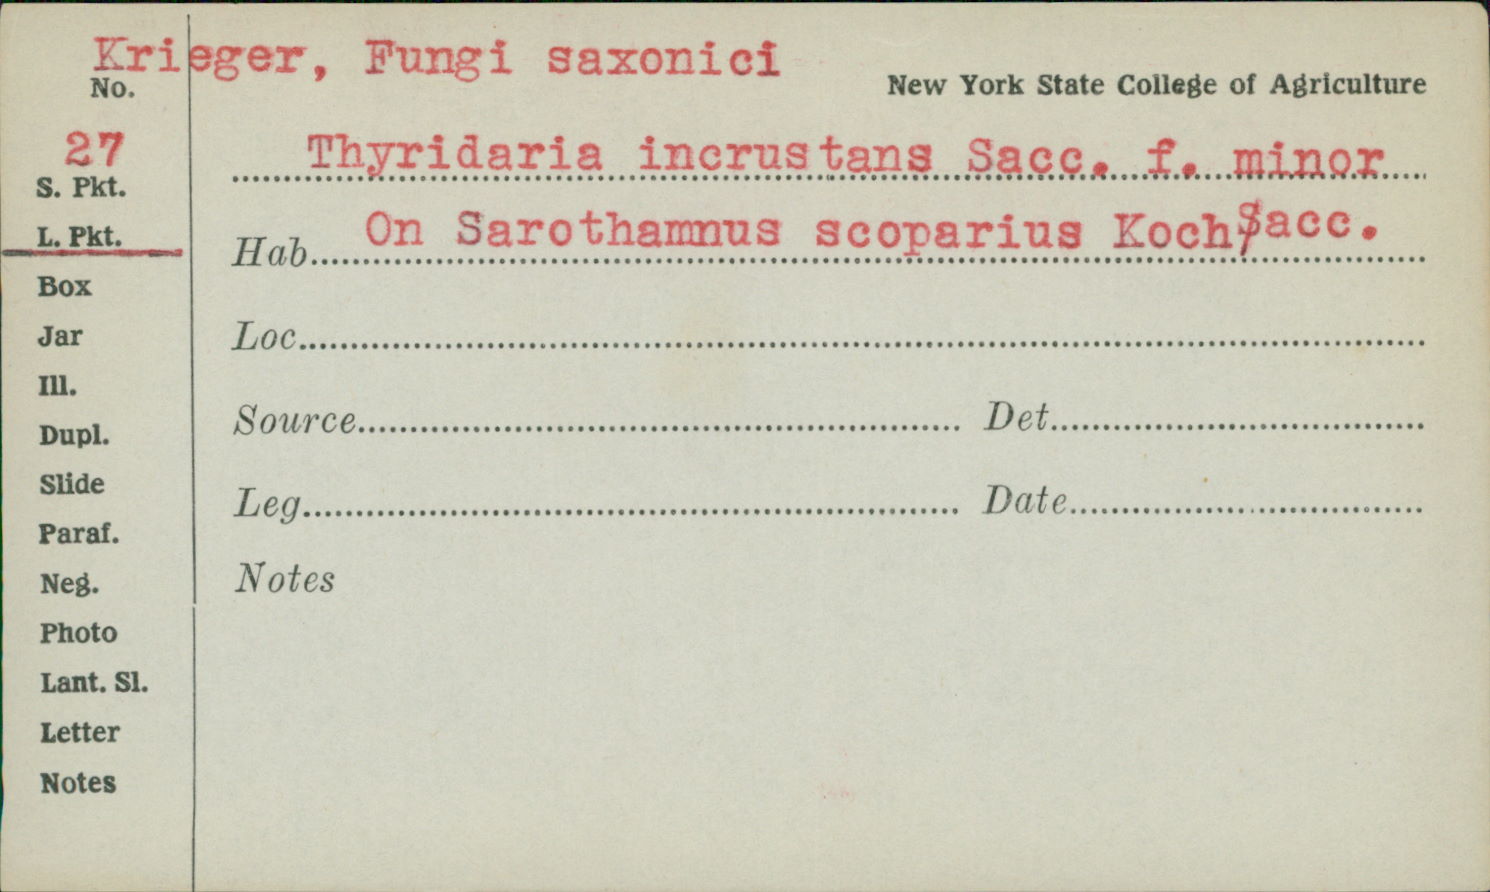 Krieger, Fungi saxonici
No.
New York State College of Agriculture
27
Thyridaria incrustans Sacc. f. minor
S. Pkt.
L. Pkt.
Hab. On Sarothamnus scoparius Koch/Sacc.
Box
Jar
Loc.
Ill.
Source
Det.
Dupl.
Slide
Leg.
Date
Paraf.
Neg.
Notes
Photo
Lant. Sl.
Letter
Notes